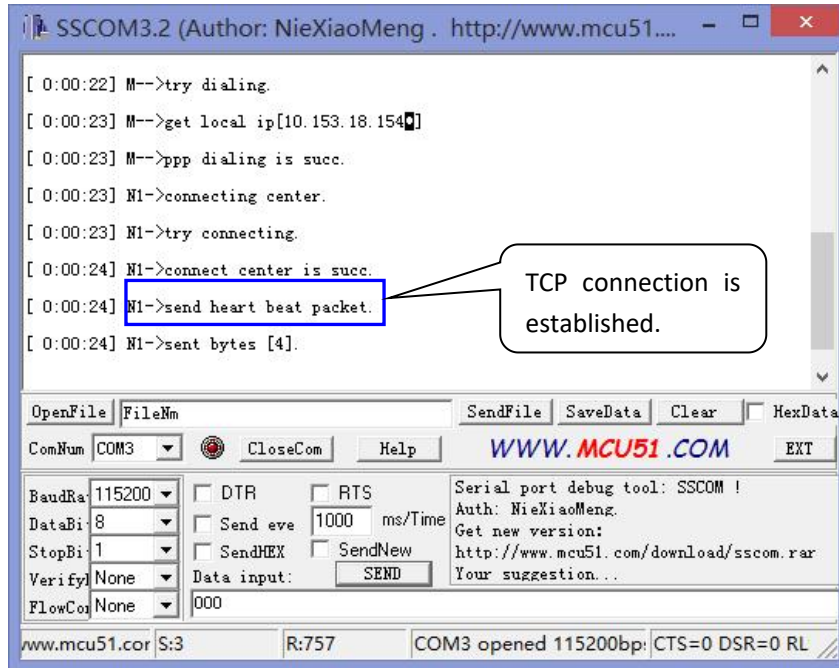 SSCOM3.2 (Author: NieXiaoMeng . http://www.mcu51....
[ 0:00:22] M-->try dialing.
[ 0:00:23] M-->get local ip[10.153.18.154]
[ 0:00:23] M-->ppp dialing is succ.
[ 0:00:23] N1->connecting center.
[ 0:00:23] N1->try connecting.
[ 0:00:24] N1->connect center is succ.
[ 0:00:24] N1->send heart beat packet.
[ 0:00:24] N1->sent bytes [4].
TCP connection is
established.
OpenFile FileNm SendFile SaveData Clear HexData
ComNum COM3 CloseCom Help WWW.MCU51.COM EXT
BaudRa 115200 DTR RTS
DataBi 8 Send eve 1000 ms/Time
StopBi 1 SendHEX SendNew
Verifyl None Data input: SEND
FlowCo None 000
Serial port debug tool: SSCOM !
Auth: NieXiaoMeng.
Get new version:
http://www.mcu51.com/download/sscom.rar
Your suggestion...
www.mcu51.cor S:3 R:757 COM3 opened 115200bp CTS=0 DSR=0 RL